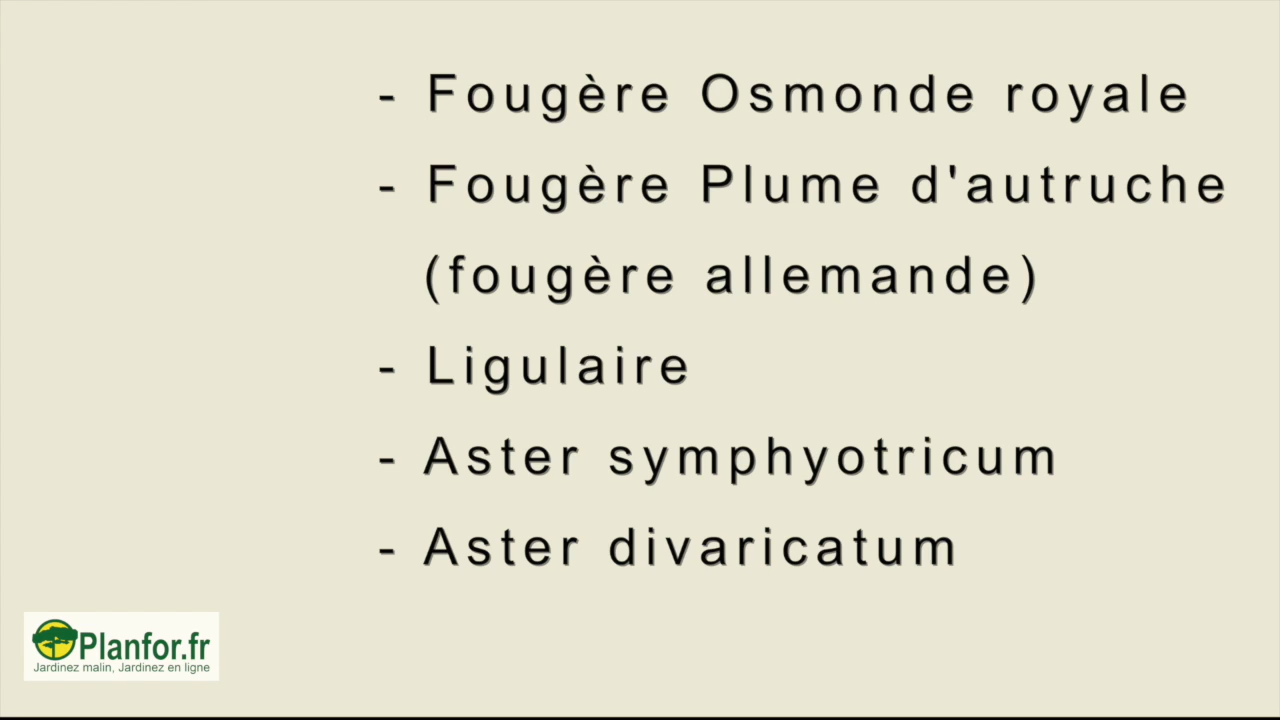 - Fougère Osmonde royale
- Fougère Plume d'autruche
(fougère allemande)
- Ligulaire
- Aster symphyotricum
- Aster divaricatum
Planfor.fr
Jardinez malin, Jardinez en ligne